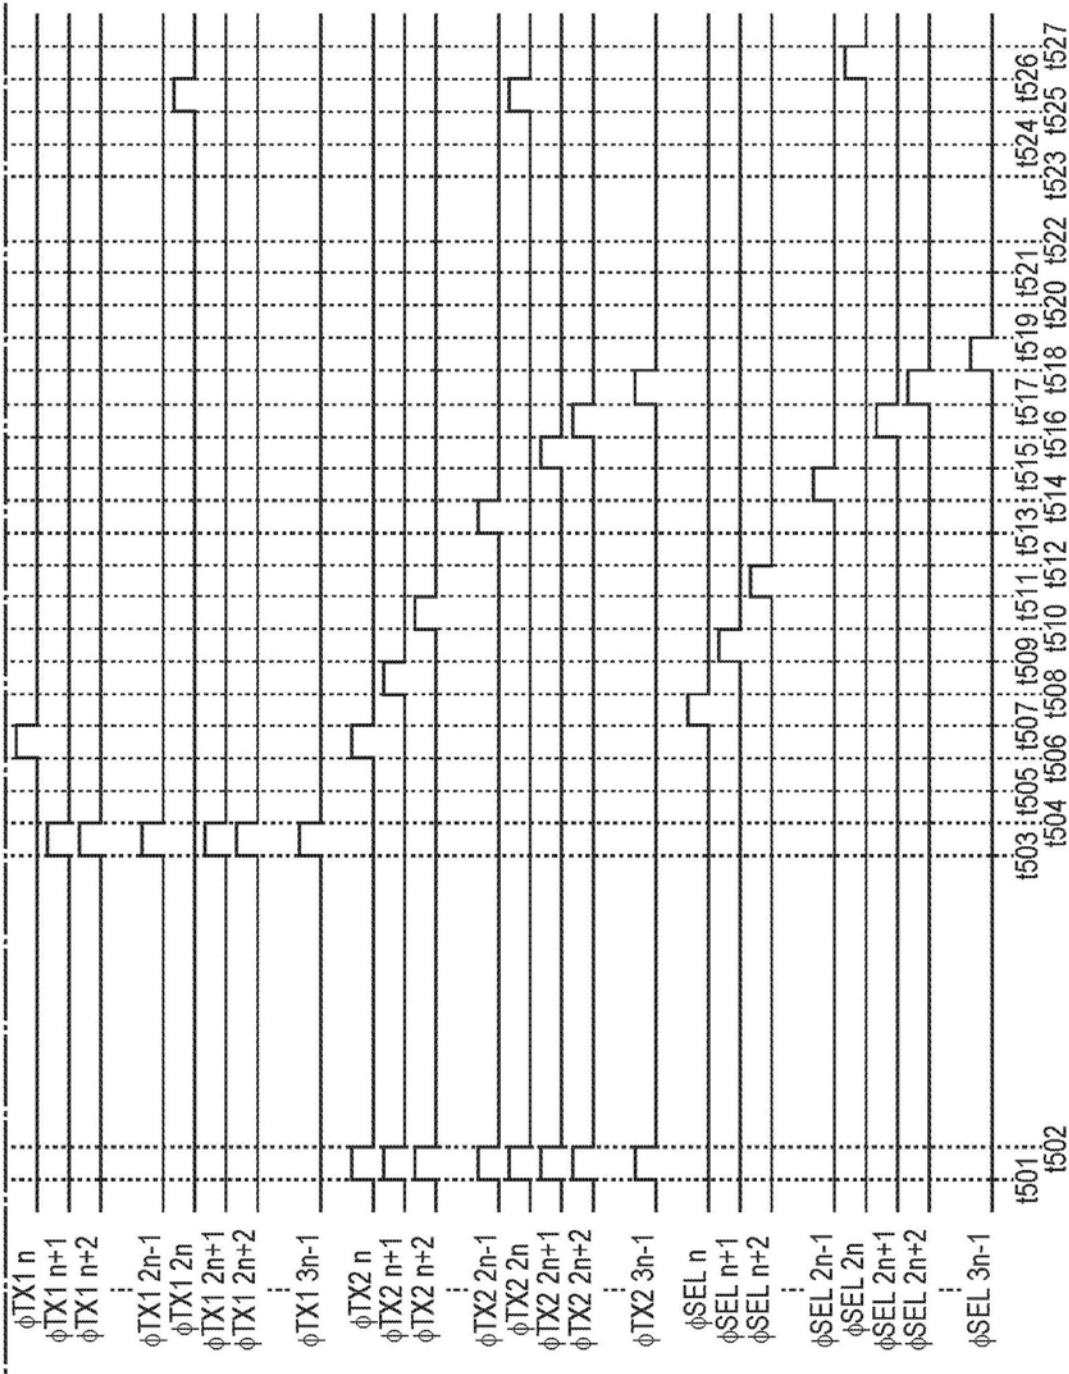 φTX1 n
φTX1 n+1
φTX1 n+2
φTX1 2n-1
φTX1 2n
φTX1 2n+1
φTX1 2n+2
φTX1 3n-1
φTX2 n
φTX2 n+1
φTX2 n+2
φTX2 2n-1
φTX2 2n
φTX2 2n+1
φTX2 2n+2
φTX2 3n-1
φSEL n
φSEL n+1
φSEL n+2
φSEL 2n-1
φSEL 2n
φSEL 2n+1
φSEL 2n+2
φSEL 3n-1
t501 t503 t505 t507 t509 t511 t513 t515 t517 t519 t521 t524 t526
t502 t504 t506 t508 t510 t512 t514 t516 t518 t520 t522 t523 t525 t527